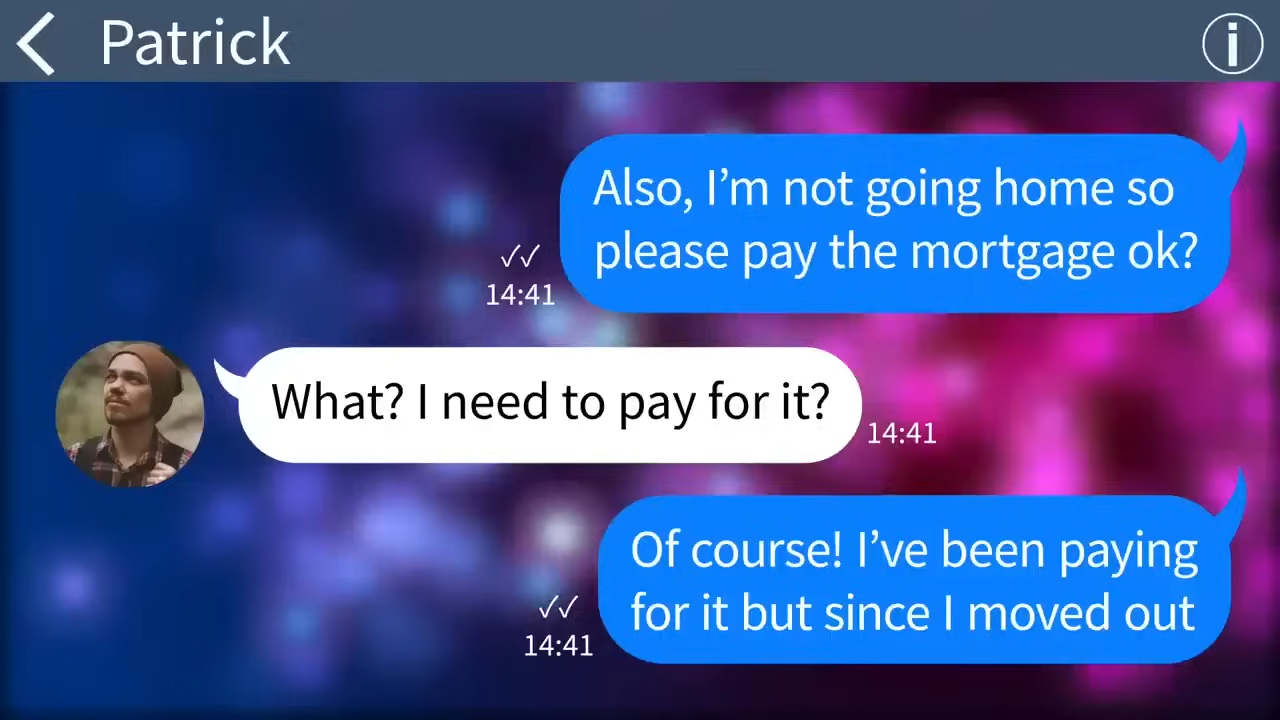 Patrick
Also, I’m not going home so
please pay the mortgage ok?
14:41
What? I need to pay for it?
14:41
Of course! I’ve been paying
for it but since I moved out
14:41